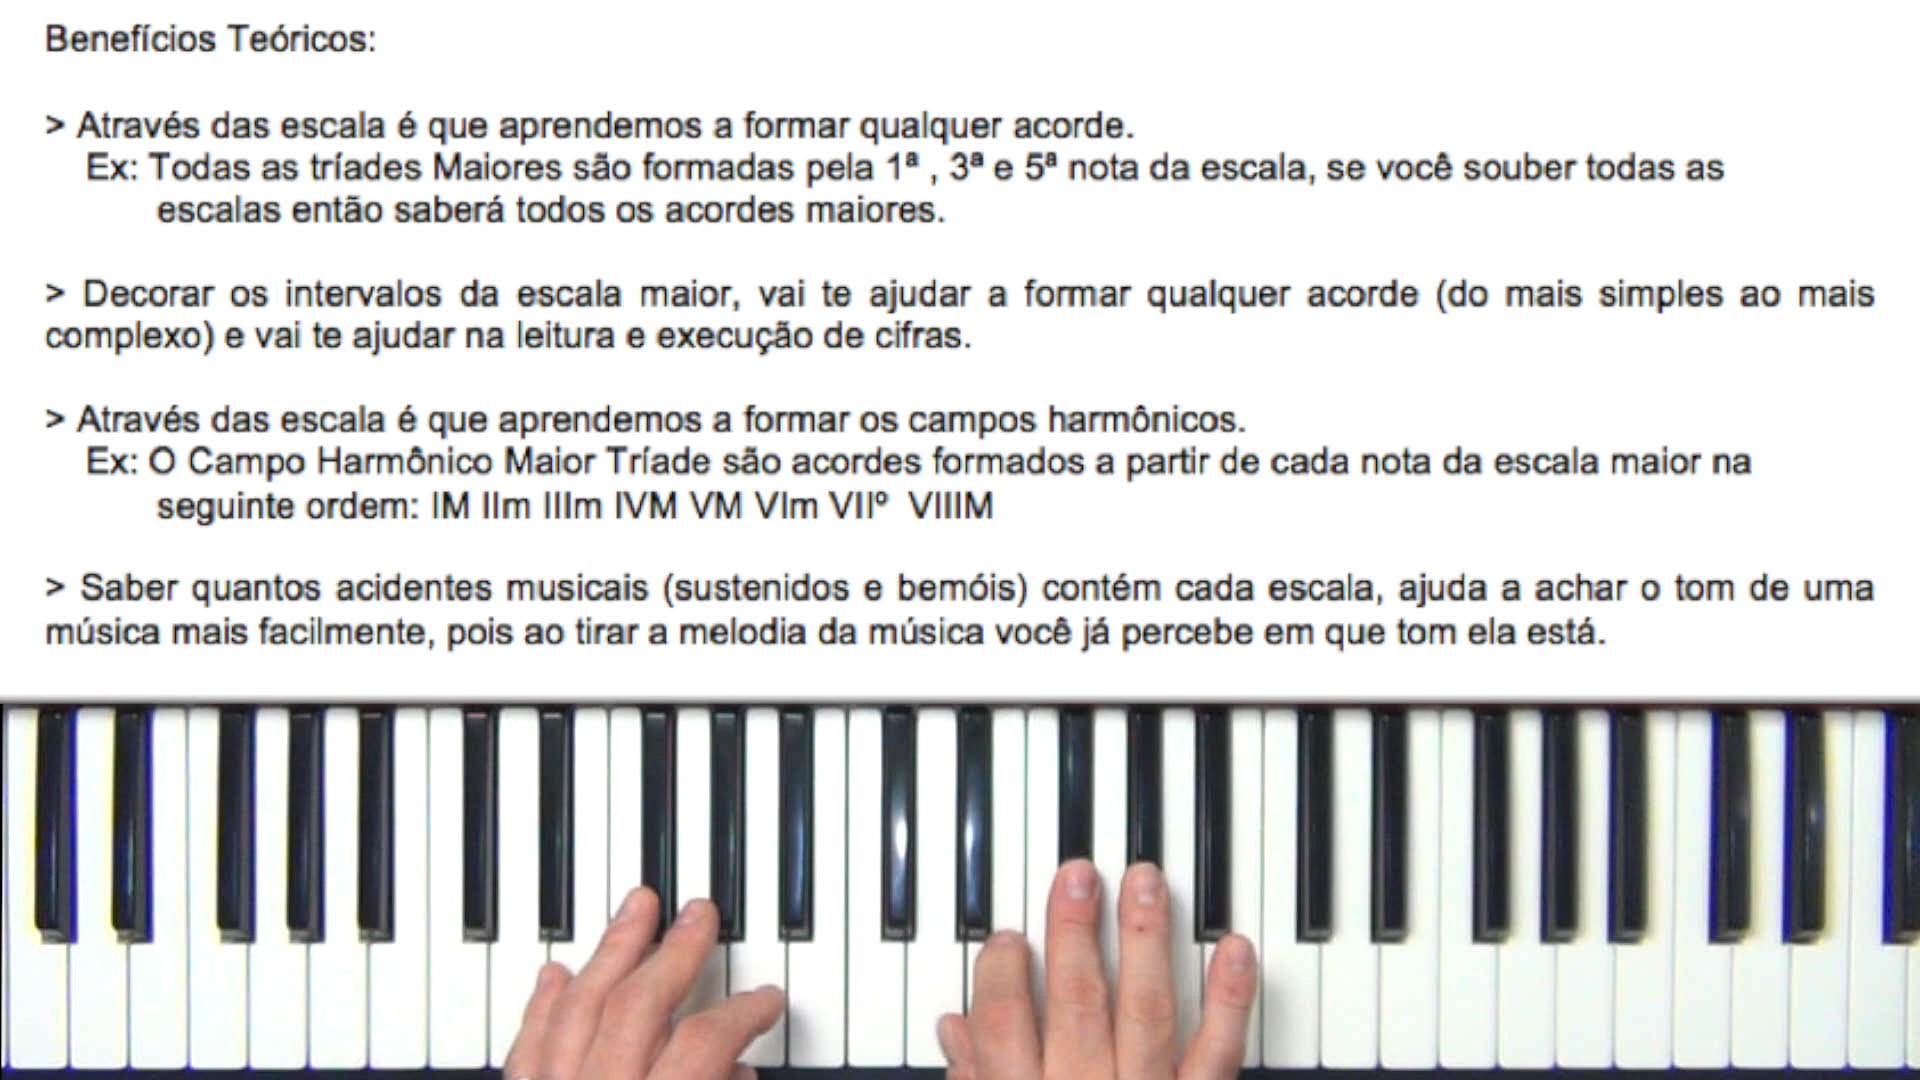 Benefícios Teóricos:
> Através das escala é que aprendemos a formar qualquer acorde.
Ex: Todas as tríades Maiores são formadas pela 1ª , 3ª e 5ª nota da escala, se você souber todas as
escalas então saberá todos os acordes maiores.
> Decorar os intervalos da escala maior, vai te ajudar a formar qualquer acorde (do mais simples ao mais
complexo) e vai te ajudar na leitura e execução de cifras.
> Através das escala é que aprendemos a formar os campos harmônicos.
Ex: O Campo Harmônico Maior Tríade são acordes formados a partir de cada nota da escala maior na
seguinte ordem: IM IIm IIIm IVM VM VIm VIIº VIIIM
> Saber quantos acidentes musicais (sustenidos e bemóis) contém cada escala, ajuda a achar o tom de uma
música mais facilmente, pois ao tirar a melodia da música você já percebe em que tom ela está.